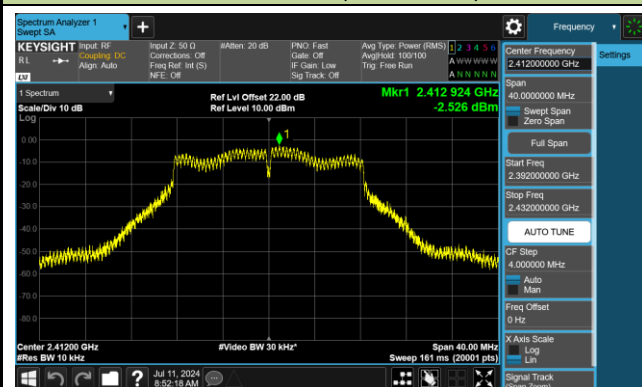 Spectrum Analyzer 1
Swept SA
Frequency
KEYSIGHT
RL
Input: RF
Coupling: DC
Align: Auto
Input Z: 50 Ω
Corrections: Off
Freq Ref: Int (S)
NFE: Off
#Atten: 20 dB
PNO: Fast
Gate: Off
IF Gain: Low
Sig Track: Off
Avg Type: Power (RMS)
Avg|Hold: 100/100
Trig: Free Run
1 2 3 4 5 6
A W W W W W
A N N N N N
1 Spectrum
Scale/Div 10 dB
Log
Ref Lvl Offset 22.00 dB
Ref Level 10.00 dBm
Mkr1 2.412 924 GHz
-2.526 dBm
1
0.00
-10.0
-20.0
-30.0
-40.0
-50.0
-60.0
-70.0
-80.0
Center 2.41200 GHz
#Res BW 10 kHz
#Video BW 30 kHz*
Span 40.00 MHz
Sweep 161 ms (20001 pts)
Jul 11, 2024
8:52:18 AM
Center Frequency
2.412000000 GHz
Settings
Span
40.0000000 MHz
Swept Span
Zero Span
Full Span
Start Freq
2.392000000 GHz
Stop Freq
2.432000000 GHz
AUTO TUNE
CF Step
4.000000 MHz
Auto
Man
Freq Offset
0 Hz
X Axis Scale
Log
Lin
Signal Track
(Span Zoom)